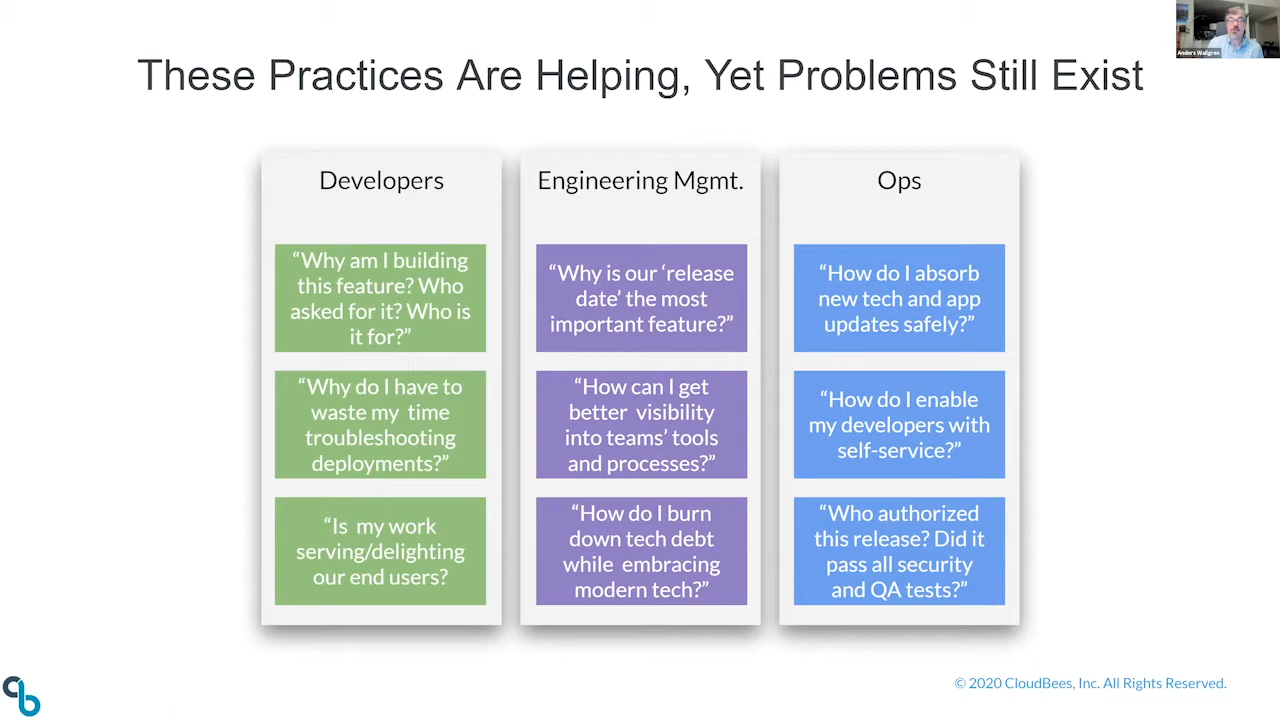 Anders Wallgren
These Practices Are Helping, Yet Problems Still Exist
Developers
“Why am I building
this feature? Who
asked for it? Who is
it for?”
“Why do I have to
waste my time
troubleshooting
deployments?”
“Is my work
serving/delighting
our end users?
Engineering Mgmt.
“Why is our ‘release
date’ the most
important feature?”
“How can I get
better visibility
into teams’ tools
and processes?”
“How do I burn
down tech debt
while embracing
modern tech?”
Ops
“How do I absorb
new tech and app
updates safely?”
“How do I enable
my developers with
self-service?”
“Who authorized
this release? Did it
pass all security
and QA tests?”
© 2020 CloudBees, Inc. All Rights Reserved.